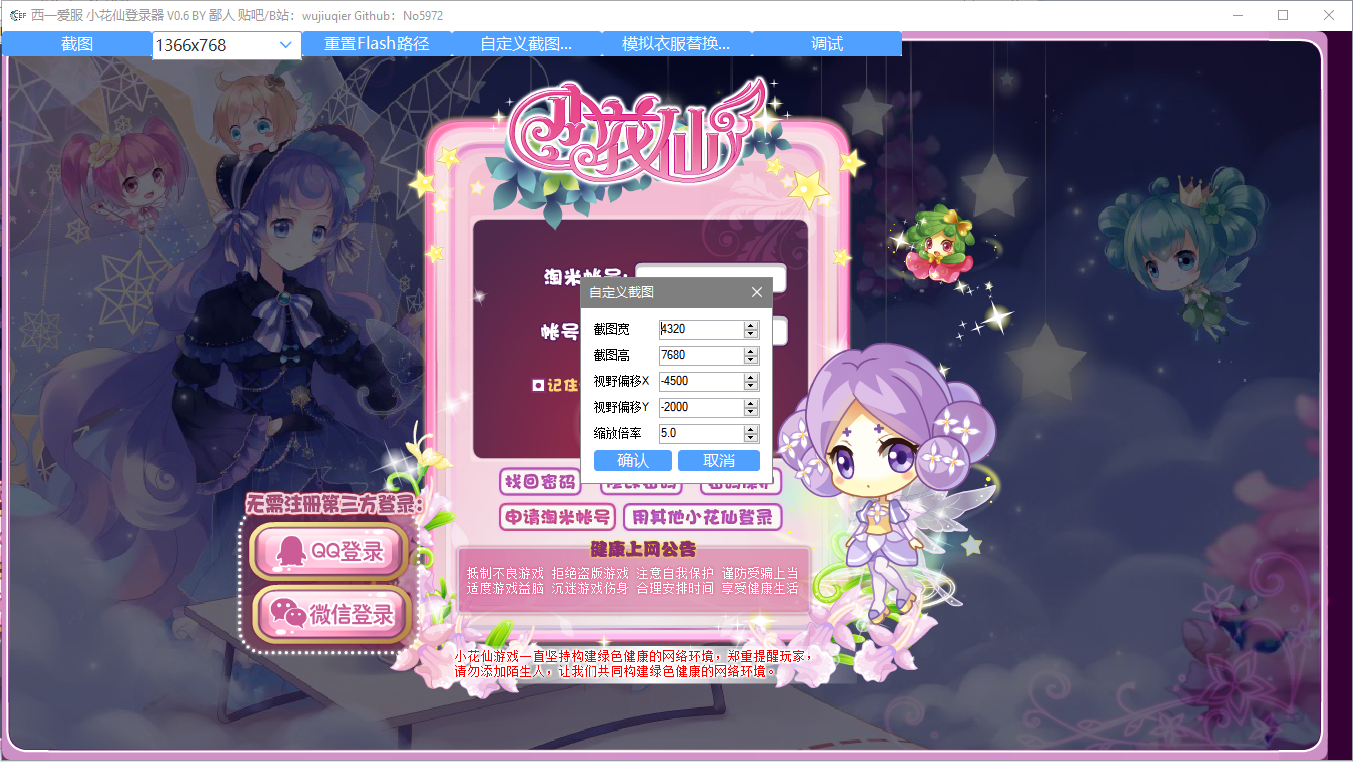 西一爱服 小花仙登录器 V0.6 BY 鄙人 贴吧/B站：wujiuqier Github：No5972
截图
1366x768
重置Flash路径
自定义截图...
模拟衣服替换...
调试
小花仙
淘米帐号:
自定义截图
截图宽 4320
截图高 7680
视野偏移X -4500
视野偏移Y -2000
缩放倍率 5.0
确认 取消
帐号
记住
找回密码
申请淘米帐号 用其他小花仙登录
无需注册第三方登录:
QQ登录
微信登录
健康上网公告
抵制不良游戏 拒绝盗版游戏 注意自我保护 谨防受骗上当
适度游戏益脑 沉迷游戏伤身 合理安排时间 享受健康生活
小花仙游戏一直坚持构建绿色健康的网络环境，郑重提醒玩家，
请勿添加陌生人，让我们共同构建绿色健康的网络环境。